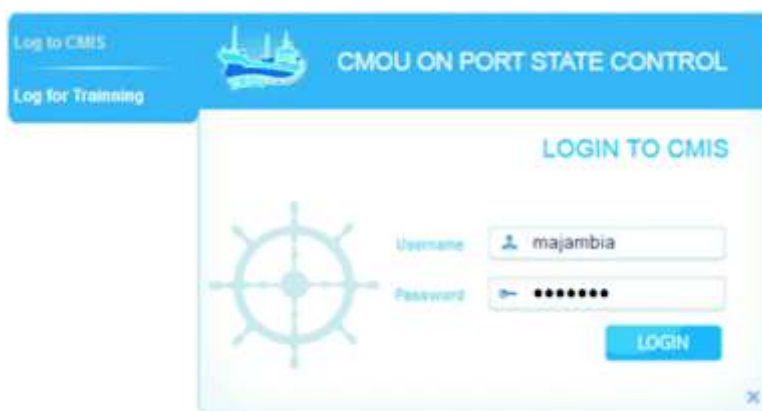 Log to CMIS
Log for Trainning
CMOU ON PORT STATE CONTROL
LOGIN TO CMIS
Username majambia
Password •••••••
LOGIN